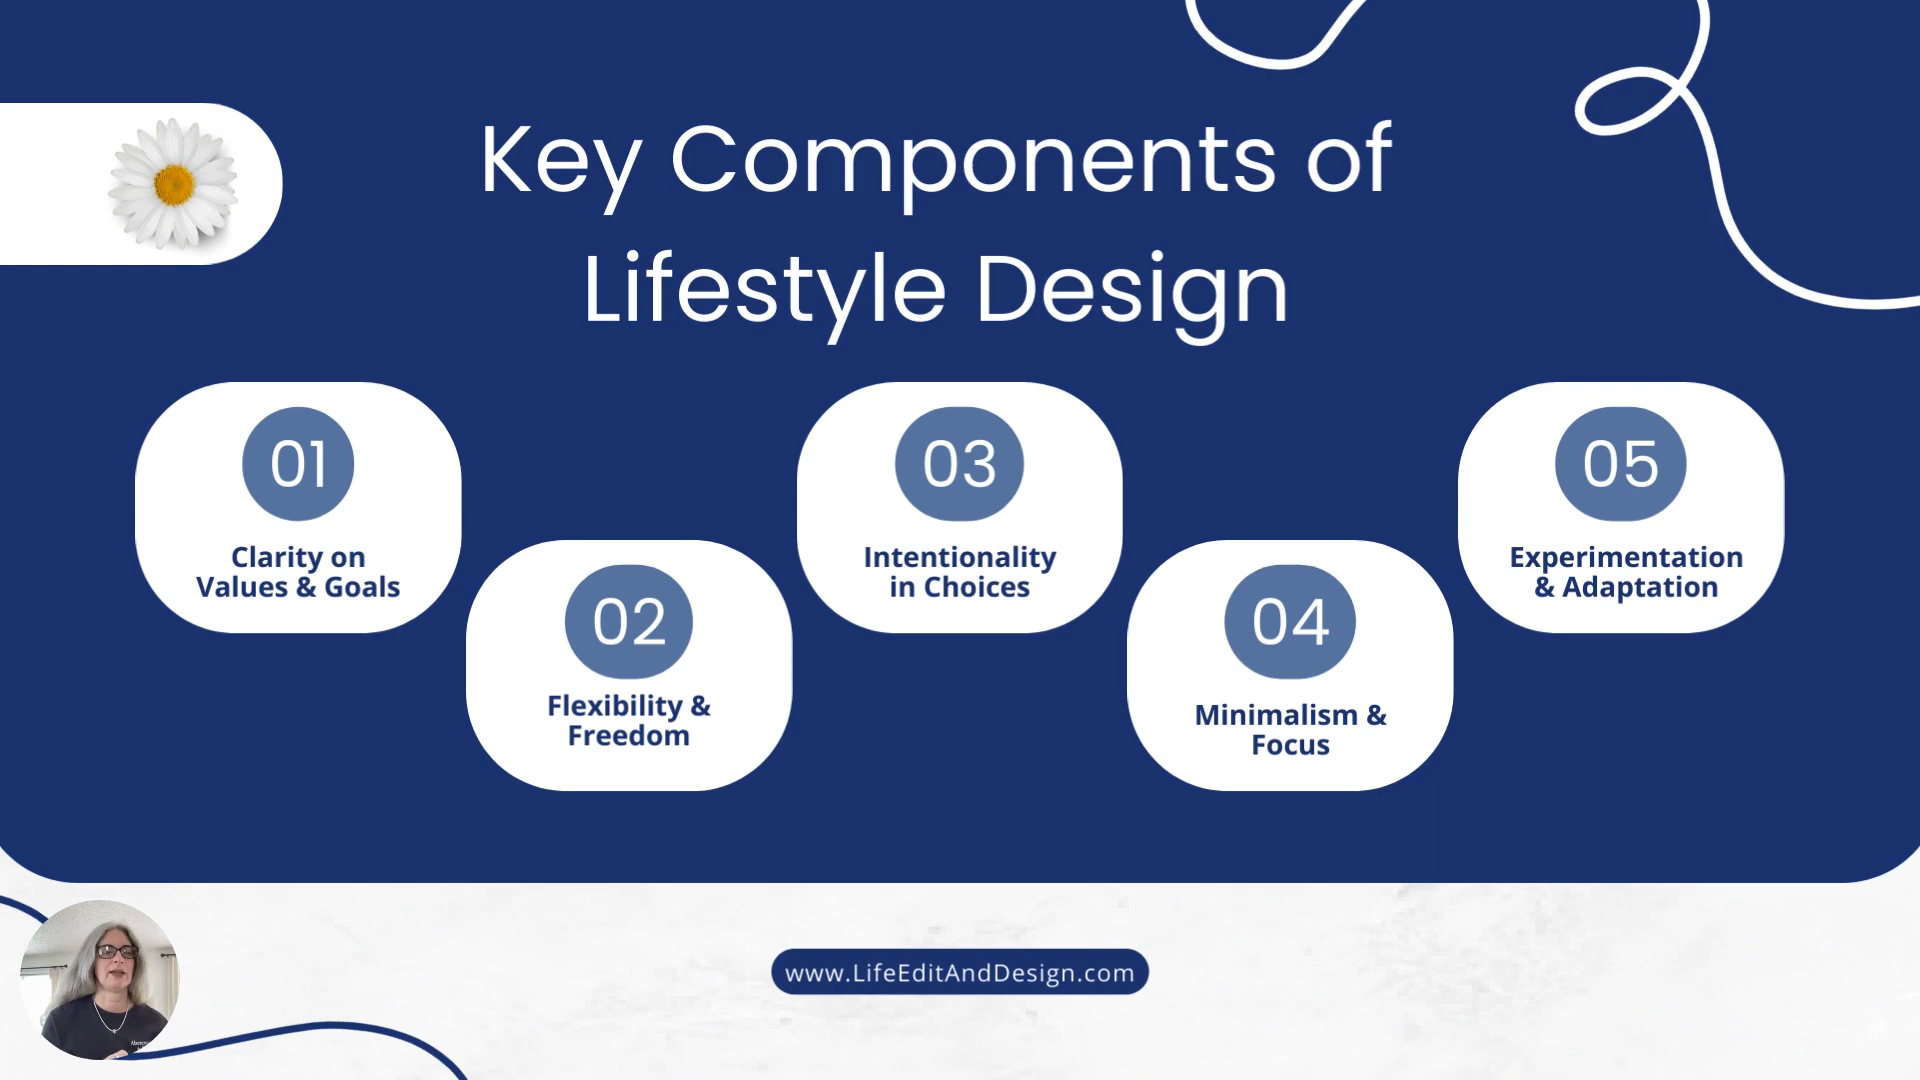 Key Components of
Lifestyle Design
01
Clarity on
Values & Goals
02
Flexibility &
Freedom
03
Intentionality
in Choices
04
Minimalism &
Focus
05
Experimentation
& Adaptation
www.LifeEditAndDesign.com